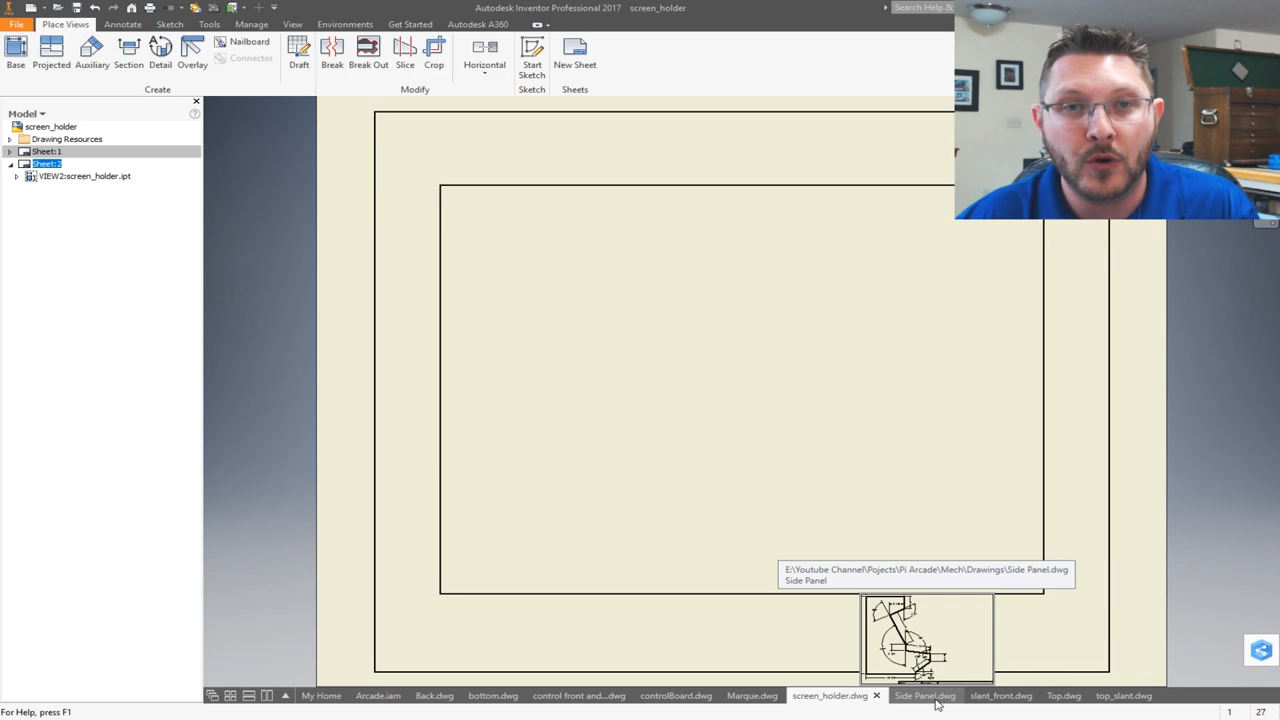 Autodesk Inventor Professional 2017 screen_holder
Search Help &
File Place Views Annotate Sketch Tools Manage View Environments Get Started Autodesk A360
Base Projected Auxiliary Section Detail Overlay Nailboard Connector Draft Break Break Out Slice Crop Horizontal Start Sketch New Sheet
Create Modify Sketch Sheets
Model
screen_holder
Drawing Resources
Sheet:1
Sheet:2
VIEW2:screen_holder.ipt
E:\Youtube Channel\Pojects\Pi Arcade\Mech\Drawings\Side Panel.dwg
Side Panel
My Home Arcade.iam Back.dwg bottom.dwg control front and...dwg controlBoard.dwg Marque.dwg screen_holder.dwg Side Panel.dwg slant_front.dwg Top.dwg top_slant.dwg
For Help, press F1 1 27